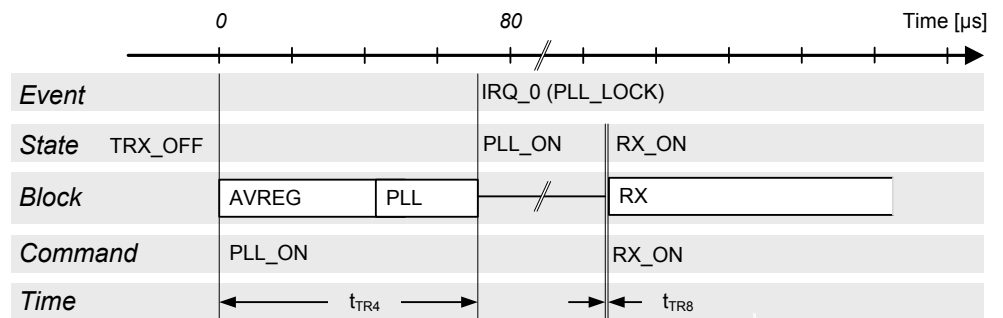 0 80 Time [µs]
Event IRQ_0 (PLL_LOCK)
State TRX_OFF PLL_ON RX_ON
Block AVREG PLL RX
Command PLL_ON RX_ON
Time tTR4 tTR8